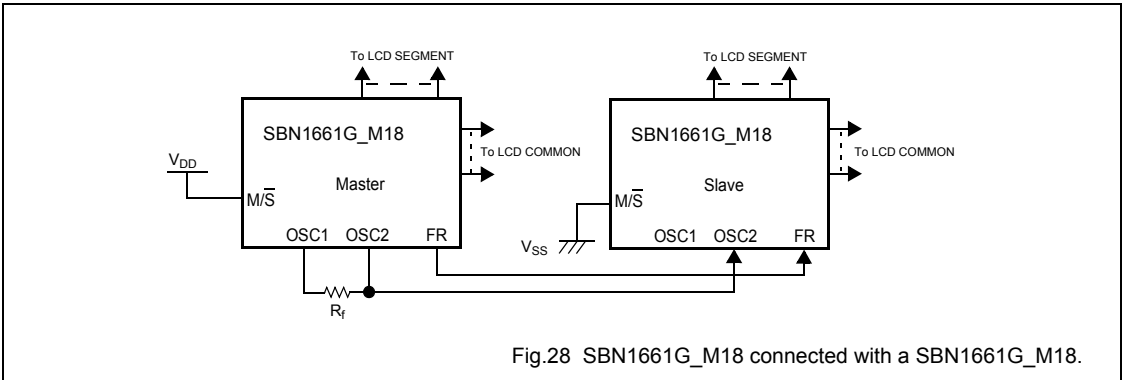 To LCD SEGMENT
To LCD SEGMENT
SBN1661G_M18
SBN1661G_M18
To LCD COMMON
To LCD COMMON
VDD
Master
Slave
M/S̅
M/S̅
OSC1 OSC2 FR
OSC1 OSC2 FR
VSS
Rf
Fig.28 SBN1661G_M18 connected with a SBN1661G_M18.